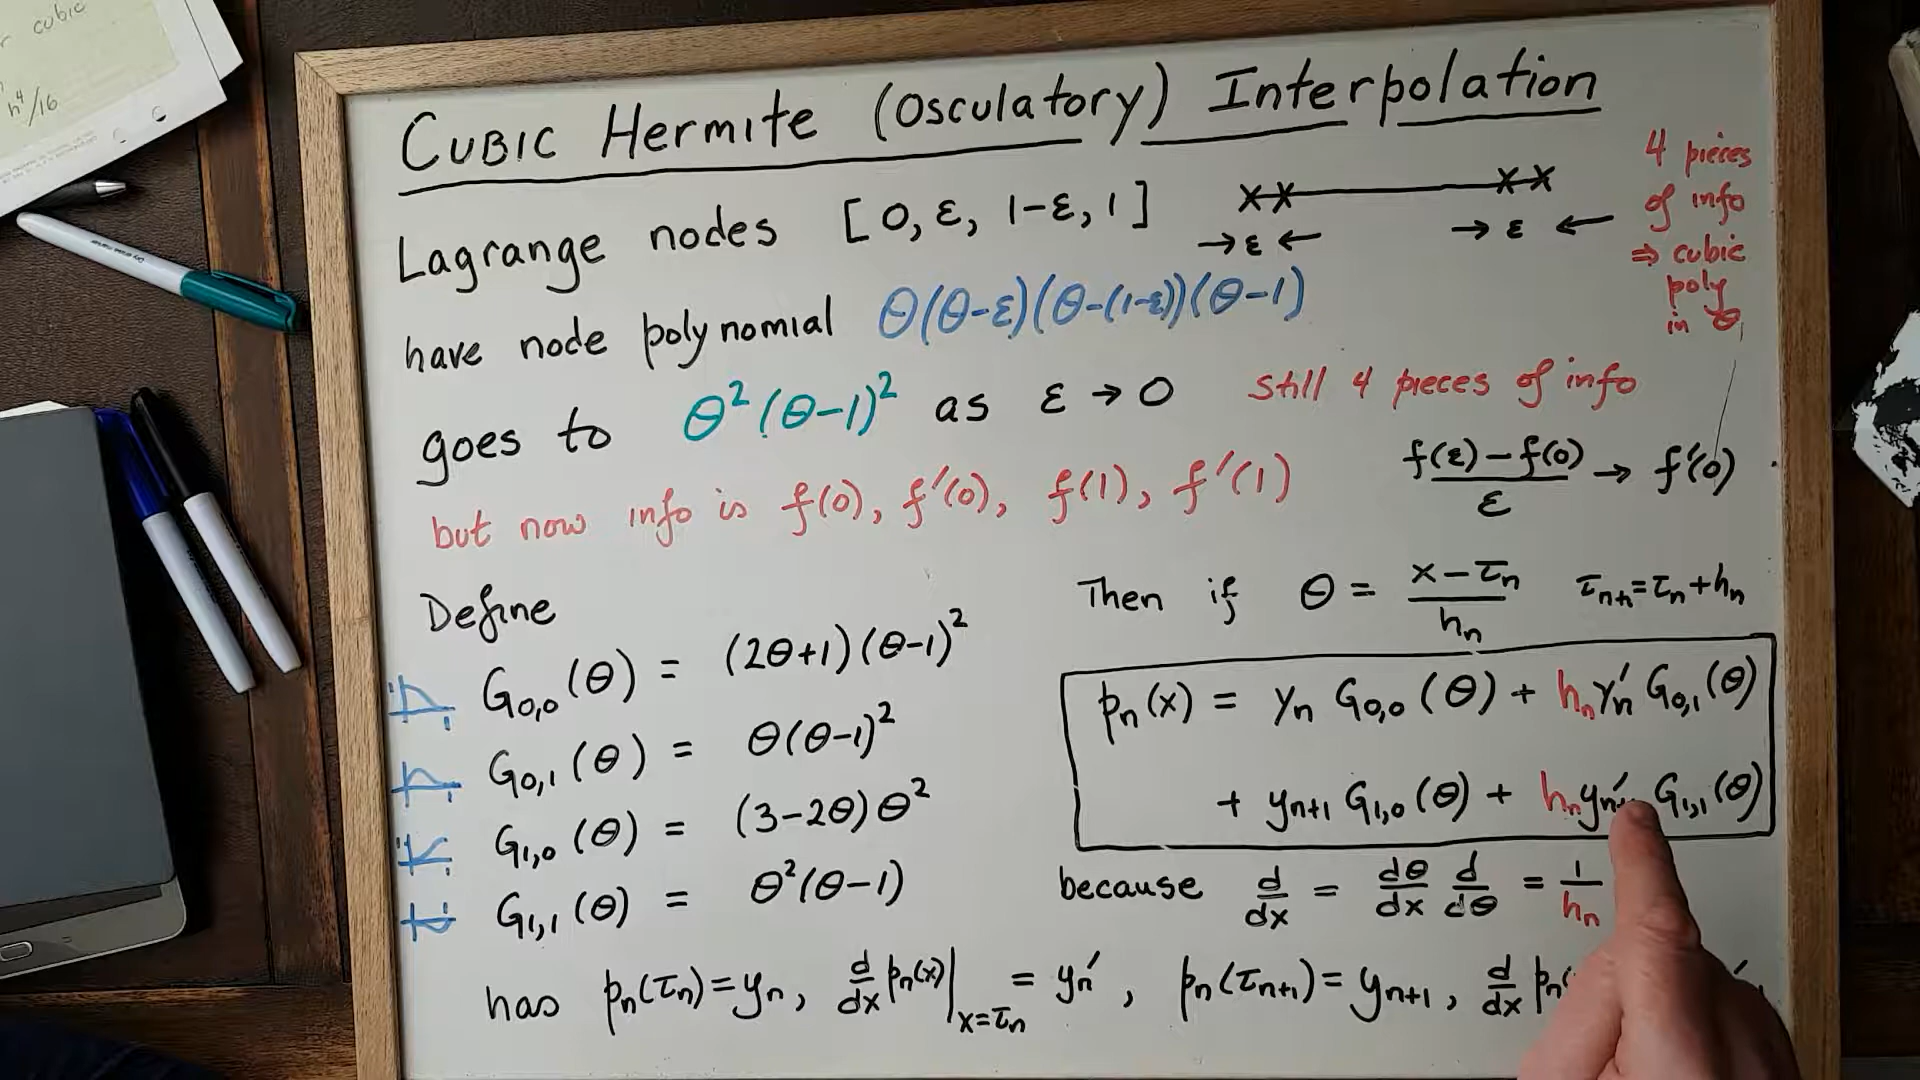 cubic
h⁴/16
CUBIC Hermite (Osculatory) Interpolation
Lagrange nodes [0, ε, 1-ε, 1]
→ε← → ε ←
4 pieces
of info
⇒ cubic
poly
in θ
have node polynomial θ(θ-ε)(θ-(1-ε))(θ-1)
goes to θ²(θ-1)² as ε → 0
still 4 pieces of info
but now info is f(0), f′(0), f(1), f′(1)
(f(ε)-f(0))/ε → f′(0)
Define
G₀,₀(θ) = (2θ+1)(θ-1)²
G₀,₁(θ) = θ(θ-1)²
G₁,₀(θ) = (3-2θ)θ²
G₁,₁(θ) = θ²(θ-1)
Then if θ = (x-τₙ)/hₙ τₙ₊ₙ=τₙ+hₙ
pₙ(x) = yₙ G₀,₀(θ) + hₙyₙ′ G₀,₁(θ)
+ yₙ₊₁ G₁,₀(θ) + hₙyₙ′ G₁,₁(θ)
because d/dx = dθ/dx d/dθ = 1/hₙ
has pₙ(τₙ)=yₙ, d/dx pₙ(x)|ₓ₌τₙ = yₙ′, pₙ(τₙ₊₁)=yₙ₊₁, d/dx pₙ(